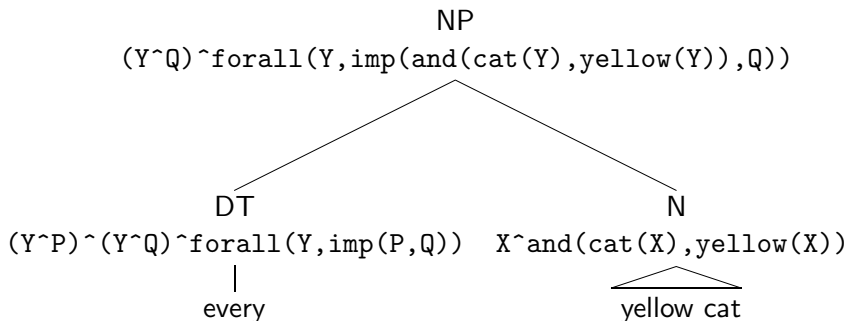 NP
(Y^Q)^forall(Y,imp(and(cat(Y),yellow(Y)),Q))
DT
N
(Y^P)^(Y^Q)^forall(Y,imp(P,Q))
X^and(cat(X),yellow(X))
every
yellow cat